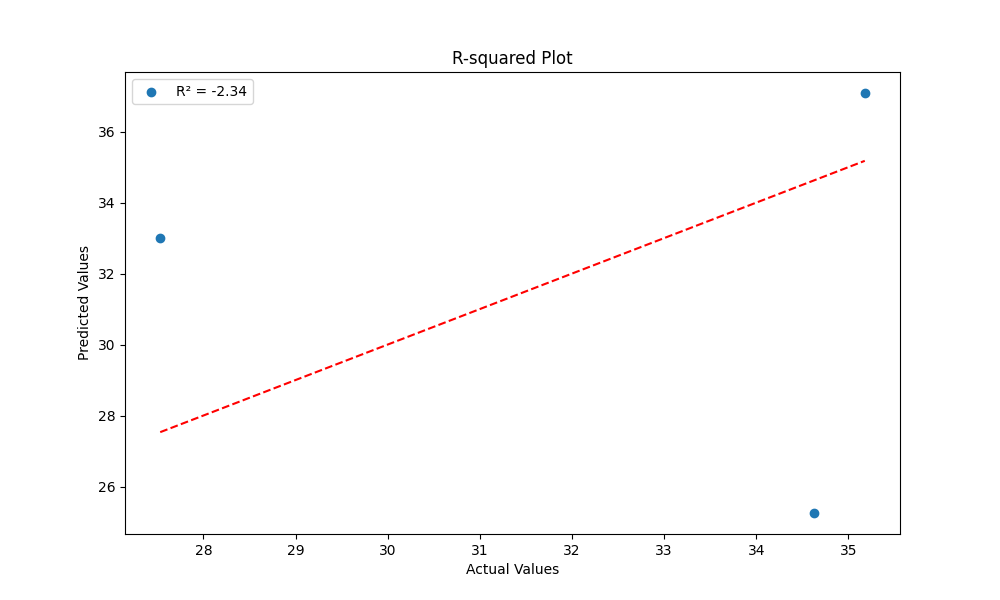 R-squared Plot
R² = -2.34
36
34
32
30
28
26
Predicted Values
28 29 30 31 32 33 34 35
Actual Values